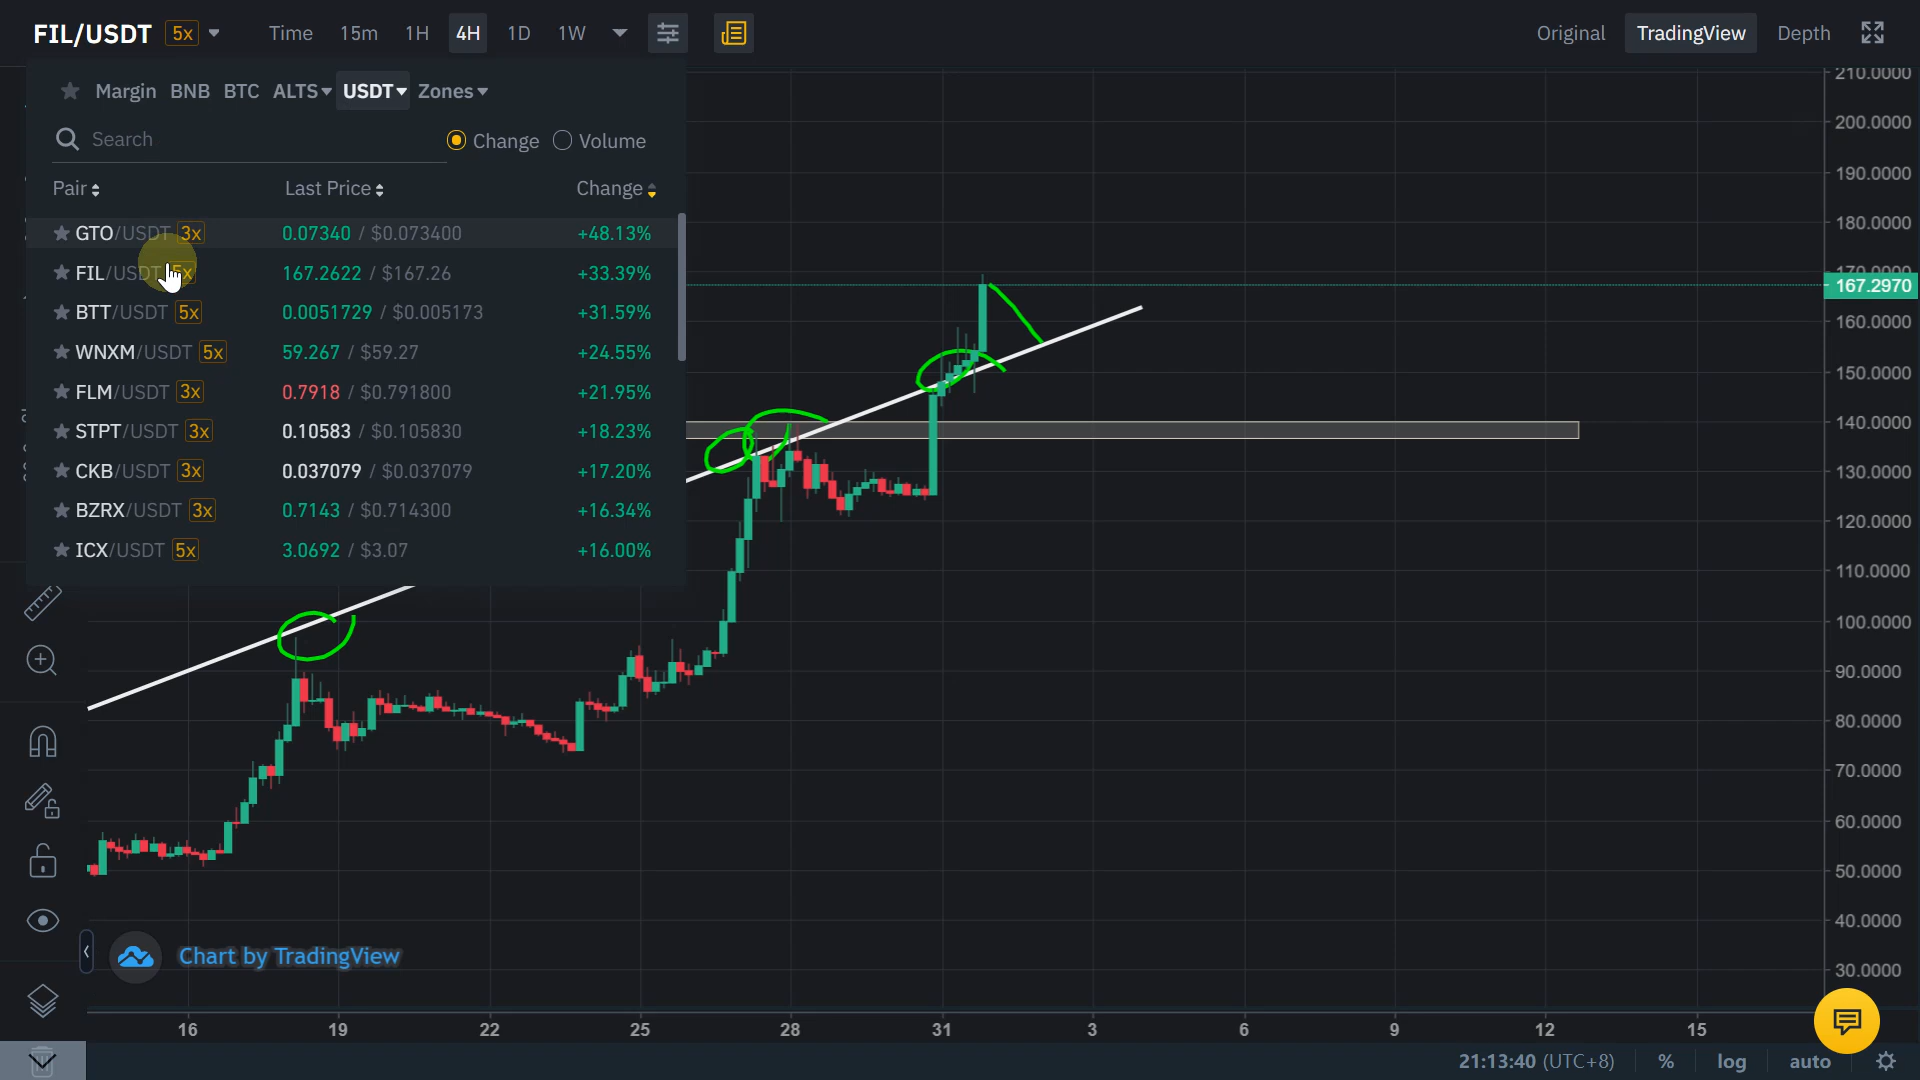 FIL/USDT 5x Time 15m 1H 4H 1D 1W Original TradingView Depth
Margin BNB BTC ALTS USDT Zones
Search Change Volume
Pair Last Price Change
GTO/USDT 3x 0.07340 / $0.073400 +48.13%
FIL/USDT 5x 167.2622 / $167.26 +33.39%
BTT/USDT 5x 0.0051729 / $0.005173 +31.59%
WNXM/USDT 5x 59.267 / $59.27 +24.55%
FLM/USDT 3x 0.7918 / $0.791800 +21.95%
STPT/USDT 3x 0.10583 / $0.105830 +18.23%
CKB/USDT 3x 0.037079 / $0.037079 +17.20%
BZRX/USDT 3x 0.7143 / $0.714300 +16.34%
ICX/USDT 5x 3.0692 / $3.07 +16.00%
210.0000
200.0000
190.0000
180.0000
170.0000
167.2970
160.0000
150.0000
140.0000
130.0000
120.0000
110.0000
100.0000
90.0000
80.0000
70.0000
60.0000
50.0000
40.0000
30.0000
Chart by TradingView
16 19 22 25 28 31 3 6 9 12 15
21:13:40 (UTC+8) % log auto